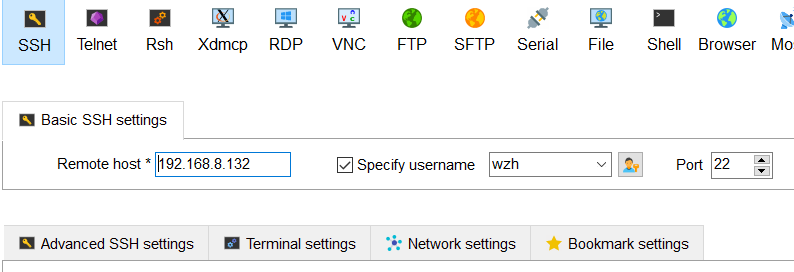 SSH Telnet Rsh Xdmcp RDP VNC FTP SFTP Serial File Shell Browser Mo
Basic SSH settings
Remote host * 192.168.8.132 Specify username wzh Port 22
Advanced SSH settings Terminal settings Network settings Bookmark settings